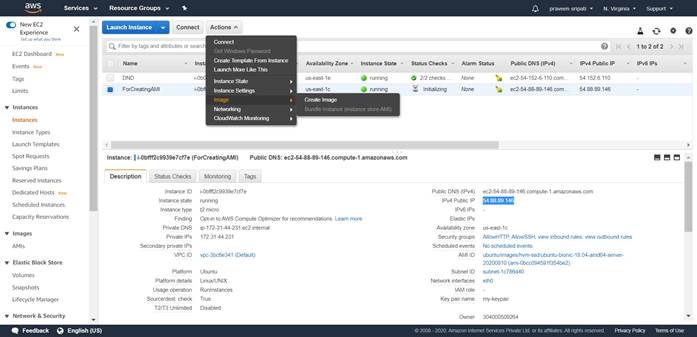 aws
Services
Resource Groups
praveen sripati
N. Virginia
Support
New EC2
Experience
Tell us what you think
EC2 Dashboard New
Events New
Tags
Limits
Instances
Instances
Instance Types
Launch Templates
Spot Requests
Savings Plans
Reserved Instances
Dedicated Hosts New
Scheduled Instances
Capacity Reservations
Images
AMIs
Elastic Block Store
Volumes
Snapshots
Lifecycle Manager
Network & Security
Launch Instance
Connect
Actions
Filter by tags and attributes or search
1 to 2 of 2
Connect
Get Windows Password
Create Template From Instance
Launch More Like This
Instance State
Instance Settings
Image
Networking
CloudWatch Monitoring
Create Image
Bundle Instance (instance store AMI)
Name
Availability Zone
Instance State
Status Checks
Alarm Status
Public DNS (IPv4)
IPv4 Public IP
IPv6 IPs
DND
us-east-1e
running
2/2 checks ...
None
ec2-54-152-6-110.com...
54.152.6.110
-
ForCreatingAMI
us-east-1c
running
Initializing
None
ec2-54-88-89-146.com...
54.88.89.146
-
Instance: i-0bfff2c9939e7cf7e (ForCreatingAMI) Public DNS: ec2-54-88-89-146.compute-1.amazonaws.com
Description
Status Checks
Monitoring
Tags
Instance ID i-0bfff2c9939e7cf7e
Instance state running
Instance type t2.micro
Finding Opt-in to AWS Compute Optimizer for recommendations. Learn more
Private DNS ip-172-31-44-231.ec2.internal
Private IPs 172.31.44.231
Secondary private IPs
VPC ID vpc-3bc6e341 (Default)
Platform Ubuntu
Platform details Linux/UNIX
Usage operation RunInstances
Source/dest. check True
T2/T3 Unlimited Disabled
Public DNS (IPv4) ec2-54-88-89-146.compute-1.amazonaws.com
IPv4 Public IP 54.88.89.146
IPv6 IPs -
Elastic IPs
Availability zone us-east-1c
Security groups AllowHTTP, AllowSSH, view inbound rules, view outbound rules
Scheduled events No scheduled events
AMI ID ubuntu/images/hvm-ssd/ubuntu-bionic-18.04-amd64-server-
Subnet ID subnet-1c786d40
Network interfaces eth0
IAM role -
Key pair name my-keypair
Owner 304000509264
Feedback
English (US)
© 2008 - 2020, Amazon Internet Services Private Ltd. or its affiliates. All rights reserved.
Privacy Policy
Terms of Use